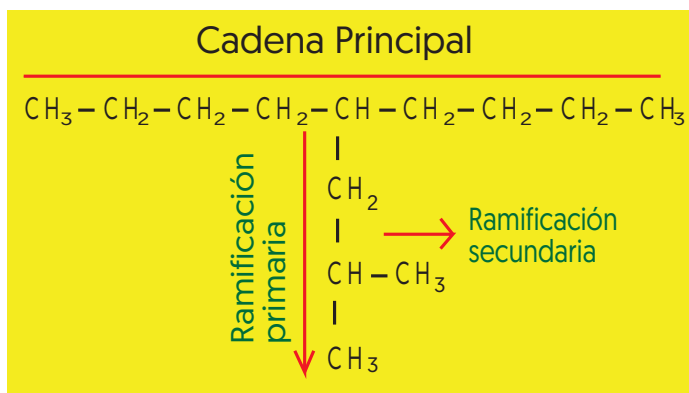 Cadena Principal
CH₃ – CH₂ – CH₂ – CH₂ – CH – CH₂ – CH₂ – CH₂ – CH₃
CH₂
CH – CH₃
CH₃
Ramificación
primaria
Ramificación
secundaria